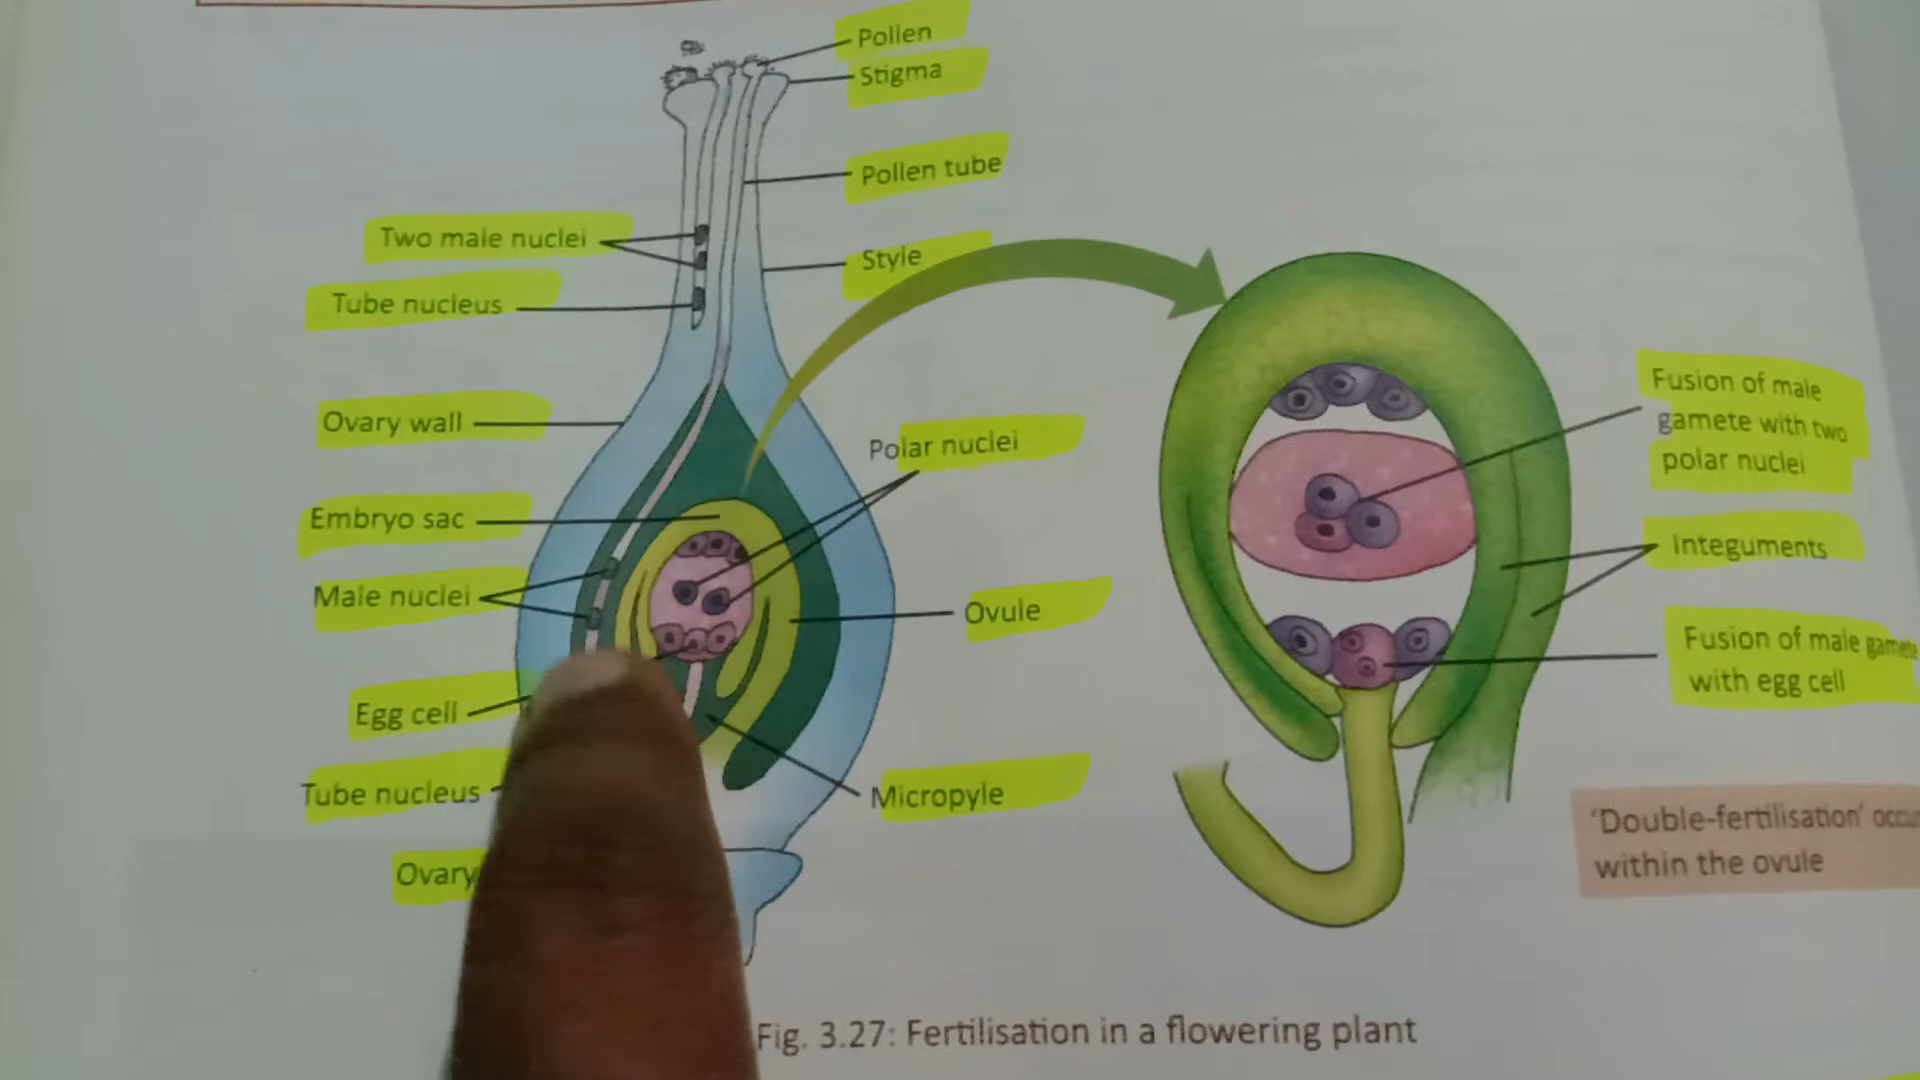 Pollen
Stigma
Pollen tube
Two male nuclei
Style
Tube nucleus
Fusion of male
gamete with two
polar nuclei
Ovary wall
Polar nuclei
Embryo sac
Integuments
Male nuclei
Ovule
Fusion of male gamete
with egg cell
Egg cell
Tube nucleus
Micropyle
'Double-fertilisation'
within the ovule
Ovary
Fig. 3.27: Fertilisation in a flowering plant